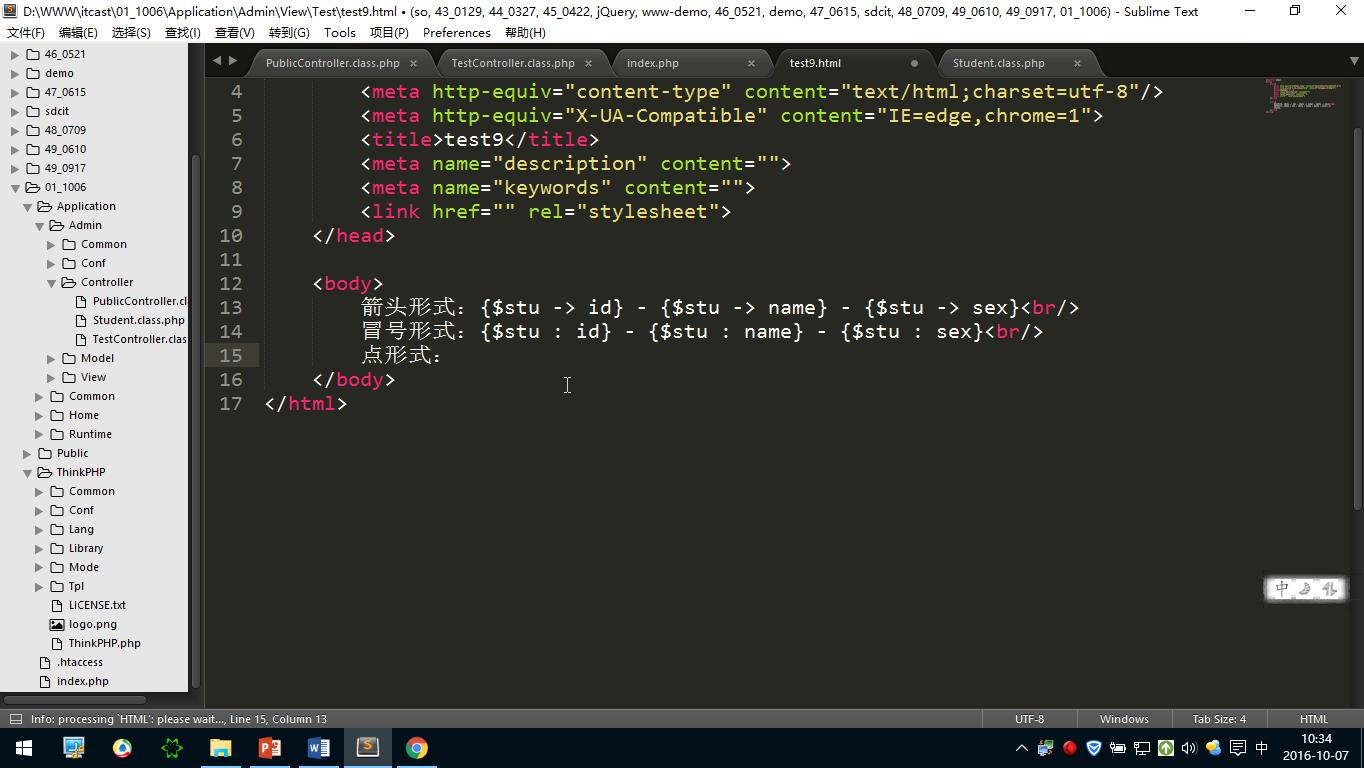 D:\WWW\itcast\01_1006\Application\Admin\View\Test\test9.html • (so, 43_0129, 44_0327, 45_0422, jQuery, www-demo, 46_0521, demo, 47_0615, sdcit, 48_0709, 49_0610, 49_0917, 01_1006) - Sublime Text
文件(F) 编辑(E) 选择(S) 查找(I) 查看(V) 转到(G) Tools 项目(P) Preferences 帮助(H)
46_0521
demo
47_0615
sdcit
48_0709
49_0610
49_0917
01_1006
Application
Admin
Common
Conf
Controller
PublicController.cl
Student.class.php
TestController.clas
Model
View
Common
Home
Runtime
Public
ThinkPHP
Common
Conf
Lang
Library
Mode
Tpl
LICENSE.txt
logo.png
ThinkPHP.php
.htaccess
index.php
PublicController.class.php × TestController.class.php × index.php × test9.html Student.class.php ×
4 <meta http-equiv="content-type" content="text/html;charset=utf-8"/>
5 <meta http-equiv="X-UA-Compatible" content="IE=edge,chrome=1">
6 <title>test9</title>
7 <meta name="description" content="">
8 <meta name="keywords" content="">
9 <link href="" rel="stylesheet">
10 </head>
11
12 <body>
13 箭头形式：{$stu -> id} - {$stu -> name} - {$stu -> sex}<br/>
14 冒号形式：{$stu : id} - {$stu : name} - {$stu : sex}<br/>
15 点形式：
16 </body>
17 </html>
中
Info: processing `HTML': please wait..., Line 15, Column 13 UTF-8 Windows Tab Size: 4 HTML
中 10:34
2016-10-07